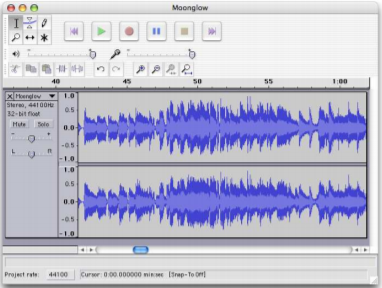 Moonglow
40 45 50 55 1:00
Moonglow
Stereo, 44100Hz
32-bit float
Mute Solo
- +
L R
1.0
0.5
0.0
-0.5
-1.0
1.0
0.5
0.0
-0.5
-1.0
Project rate: 44100 Cursor: 0:00.000000 min:sec [Snap-To Off]